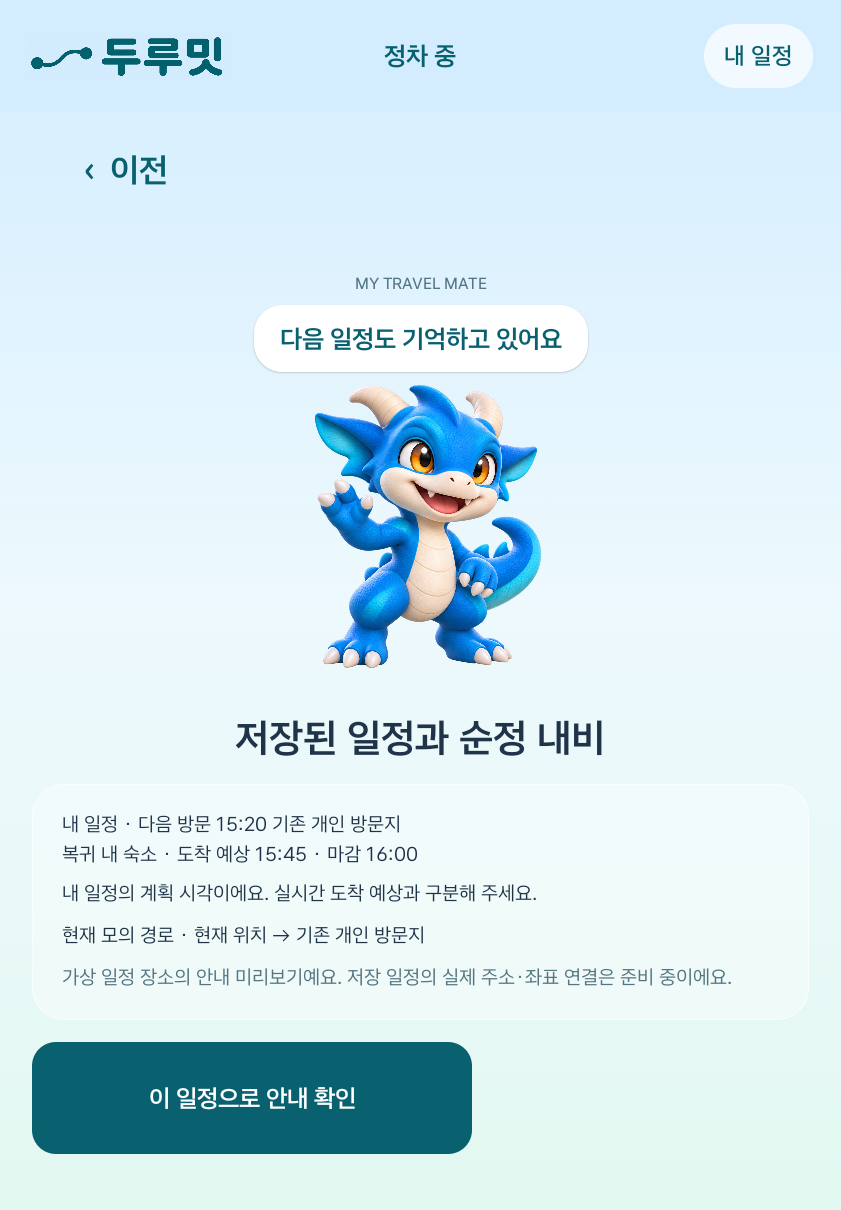 두루밋
정차 중
내 일정
‹ 이전
MY TRAVEL MATE
다음 일정도 기억하고 있어요
저장된 일정과 순정 내비
내 일정 · 다음 방문 15:20 기존 개인 방문지
복귀 내 숙소 · 도착 예상 15:45 · 마감 16:00
내 일정의 계획 시각이에요. 실시간 도착 예상과 구분해 주세요.
현재 모의 경로 · 현재 위치 → 기존 개인 방문지
가상 일정 장소의 안내 미리보기예요. 저장 일정의 실제 주소·좌표 연결은 준비 중이에요.
이 일정으로 안내 확인